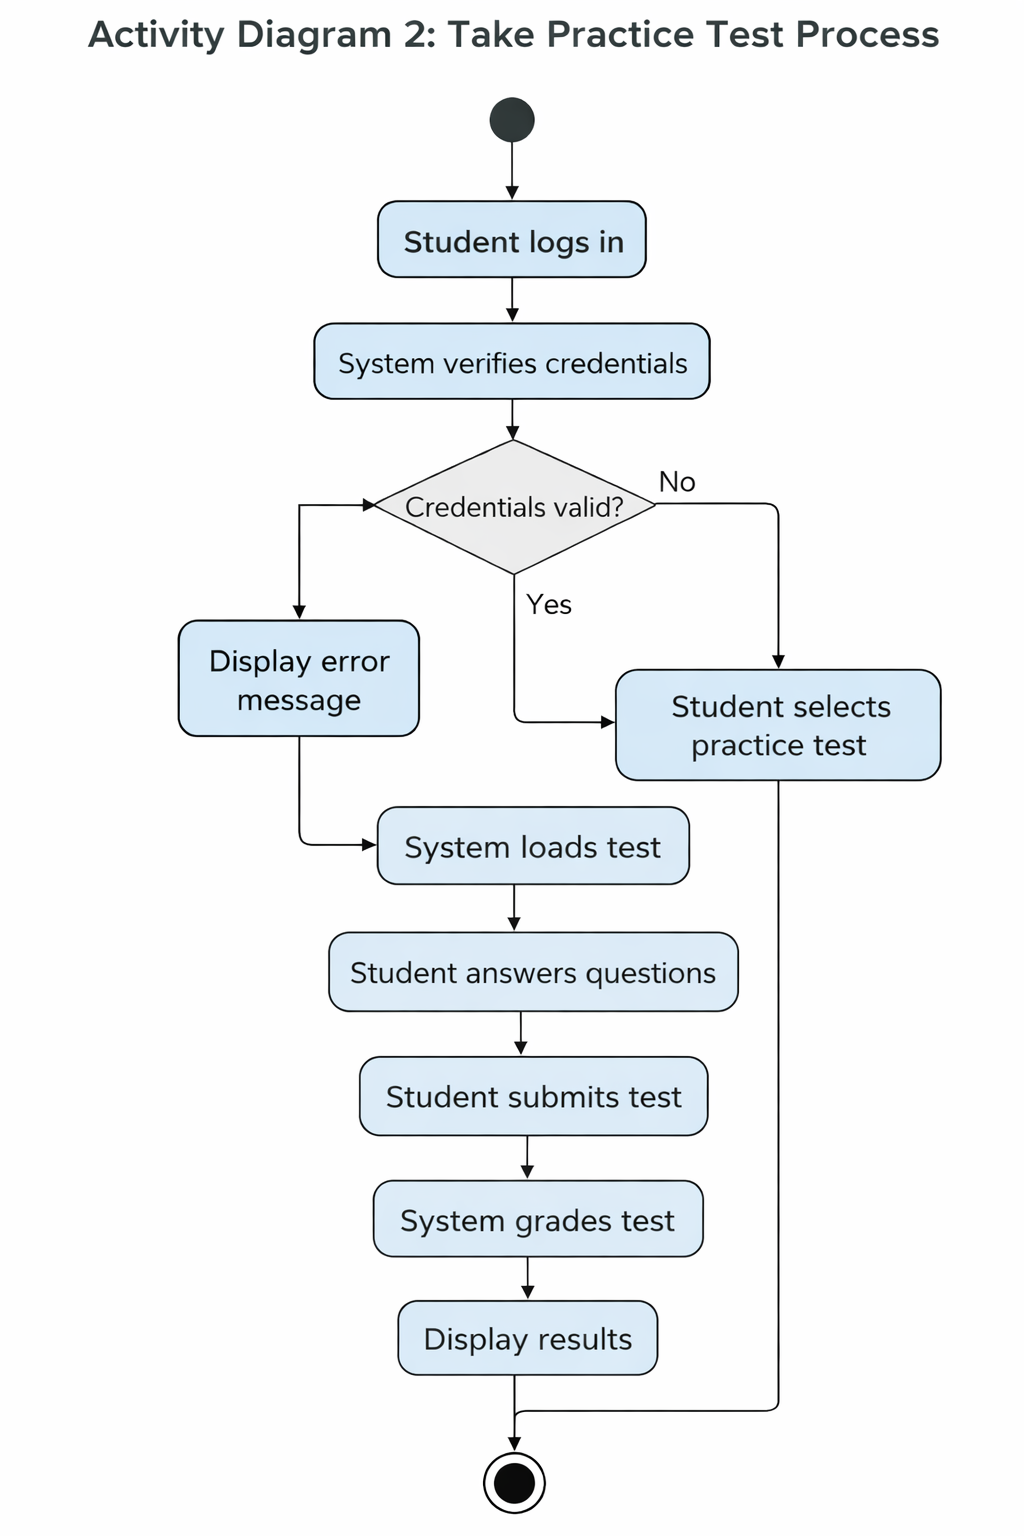 Activity Diagram 2: Take Practice Test Process
Student logs in
System verifies credentials
Credentials valid?
No
Yes
Display error
message
Student selects
practice test
System loads test
Student answers questions
Student submits test
System grades test
Display results